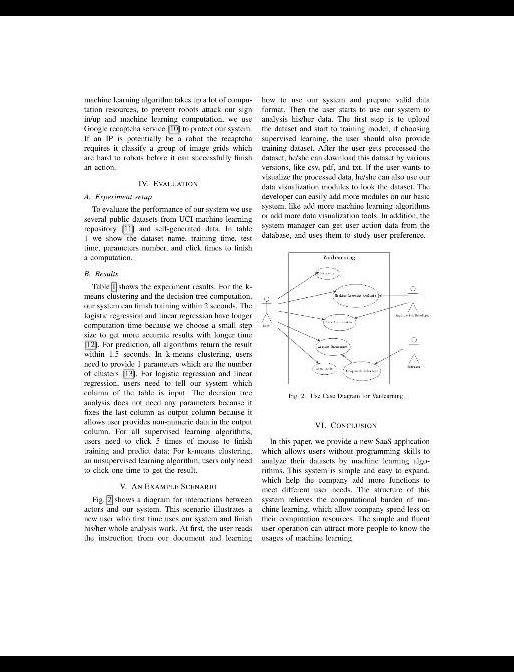 machine learning algorithm takes up a lot of compu-
tation resources, to prevent robots attack our sign
in/up and machine learning computation, we use
Google recaptcha service [10] to protect our system.
If an IP is potentially be a robot the recaptcha
requires it classify a group of image grids which
are hard to robots before it can successfully finish
an action.
IV. EVALUATION
A. Experiment setup
To evaluate the performance of our system we use
several public datasets from UCI machine learning
repository [11] and self-generated data. In table
1 we show the dataset name, training time, test
time, parameters number, and click times to finish
a computation.
B. Results
Table 1 shows the experiment results. For the k-
means clustering and the decision tree computation,
our system can finish training within 2 seconds. The
logistic regression and linear regression have longer
computation time because we choose a small step
size to get more accurate results with longer time
[12]. For prediction, all algorithms return the result
within 1.5 seconds. In k-means clustering, users
need to provide 1 parameters which are the number
of clusters [13]. For logistic regression and linear
regression, users need to tell our system which
column of the table is input. The decision tree
analysis does not need any parameters because it
fixes the last column as output column because it
allows user provides non-numeric data in the output
column. For all supervised learning algorithms,
users need to click 5 times of mouse to finish
training and predict data. For k-means clustering,
an unsupervised learning algorithm, users only need
to click one time to get the result.
V. AN EXAMPLE SCENARIO
Fig. 2 shows a diagram for interactions between
actors and our system. This scenario illustrates a
new user who first time uses our system and finish
his/her whole analysis work. At first, the user reads
the instruction from our document and learning
how to use our system and prepare valid data
format. Then the user starts to use our system to
analysis his/her data. The first step is to upload
the dataset and start to training model, if choosing
supervised learning, the user should also provide
training dataset. After the user gets processed the
dataset, he/she can download this dataset by various
versions, like csv, pdf, and txt. If the user wants to
visualize the processed data, he/she can also use our
data visualization modules to look the dataset. The
developer can easily add more modules on our basic
system, like add more machine learning algorithms
or add more data visualization tools. In addition, the
system manager can get user action data from the
database, and uses them to study user preference.
Fig. 2. Use Case Diagram for Vanlearning
VI. CONCLUSION
In this paper, we provide a new SaaS application
which allows users without programming skills to
analyze their datasets by machine learning algo-
rithms. This system is simple and easy to expand,
which help the company add more functions to
meet different user needs. The structure of this
system relieves the computational burden of ma-
chine learning, which allow company spend less on
their computation resources. The simple and fluent
user operation can attract more people to know the
usages of machine learning.